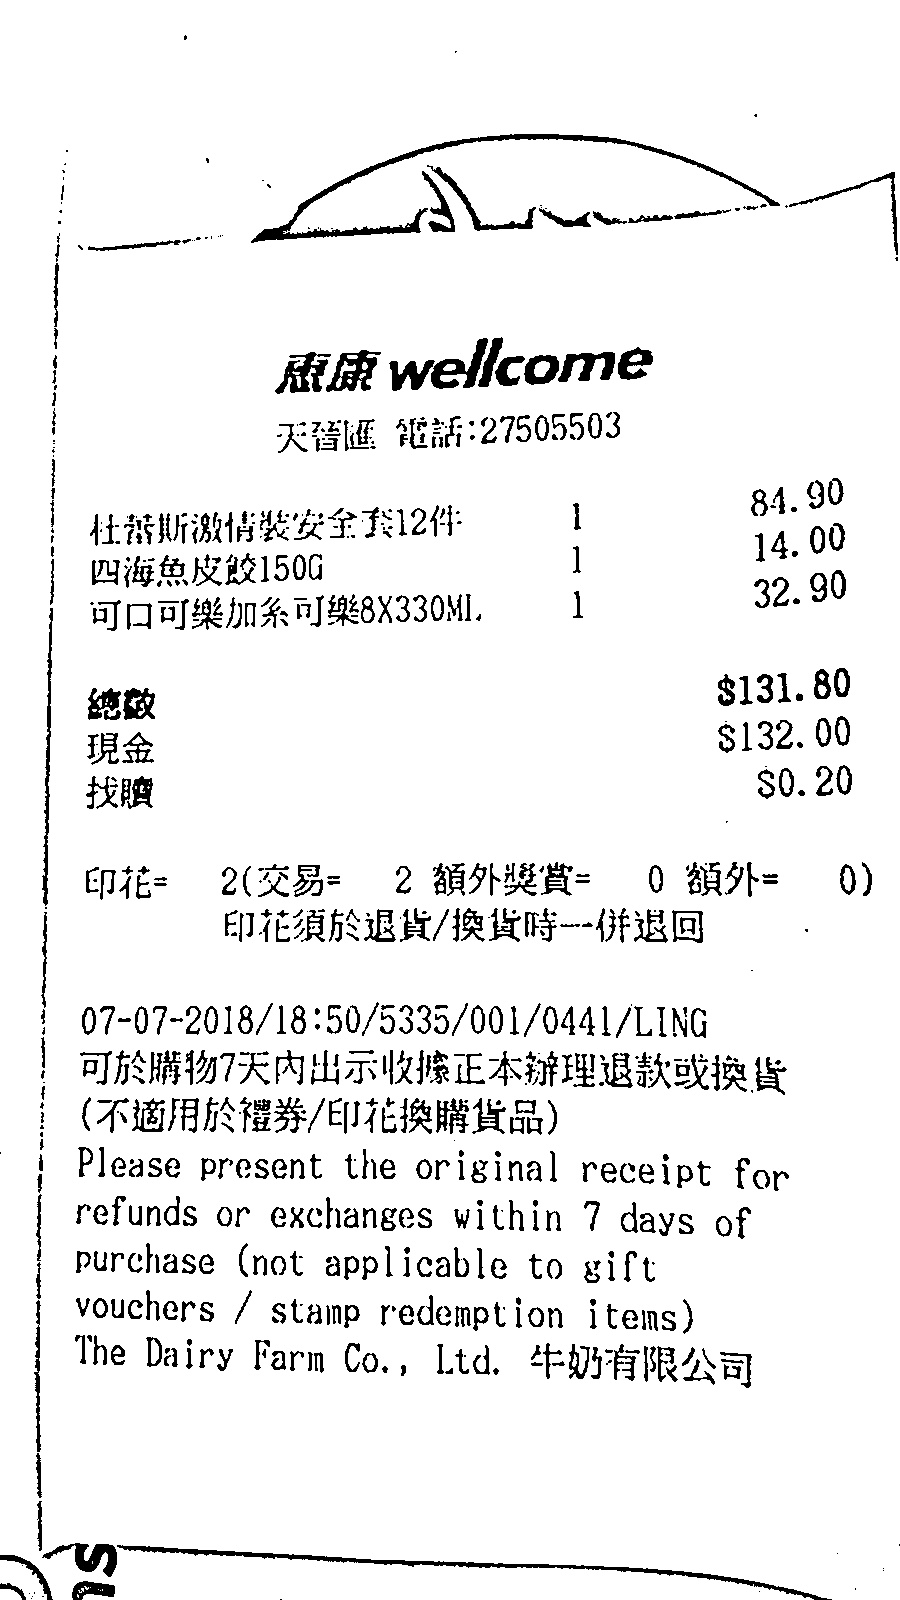 惠康 wellcome
天晉匯 電話:27505503
杜蕾斯激情裝安全套12件 1 84.90
四海魚皮餃150G 1 14.00
可口可樂加系可樂8X330ML 1 32.90
總數 $131.80
現金 $132.00
找贖 $0.20
印花= 2(交易= 2 額外獎賞= 0 額外= 0)
印花須於退貨/換貨時一併退回
07-07-2018/18:50/5335/001/0441/LING
可於購物7天內出示收據正本辦理退款或換貨
(不適用於禮券/印花換購貨品)
Please present the original receipt for
refunds or exchanges within 7 days of
purchase (not applicable to gift
vouchers / stamp redemption items)
The Dairy Farm Co., Ltd. 牛奶有限公司